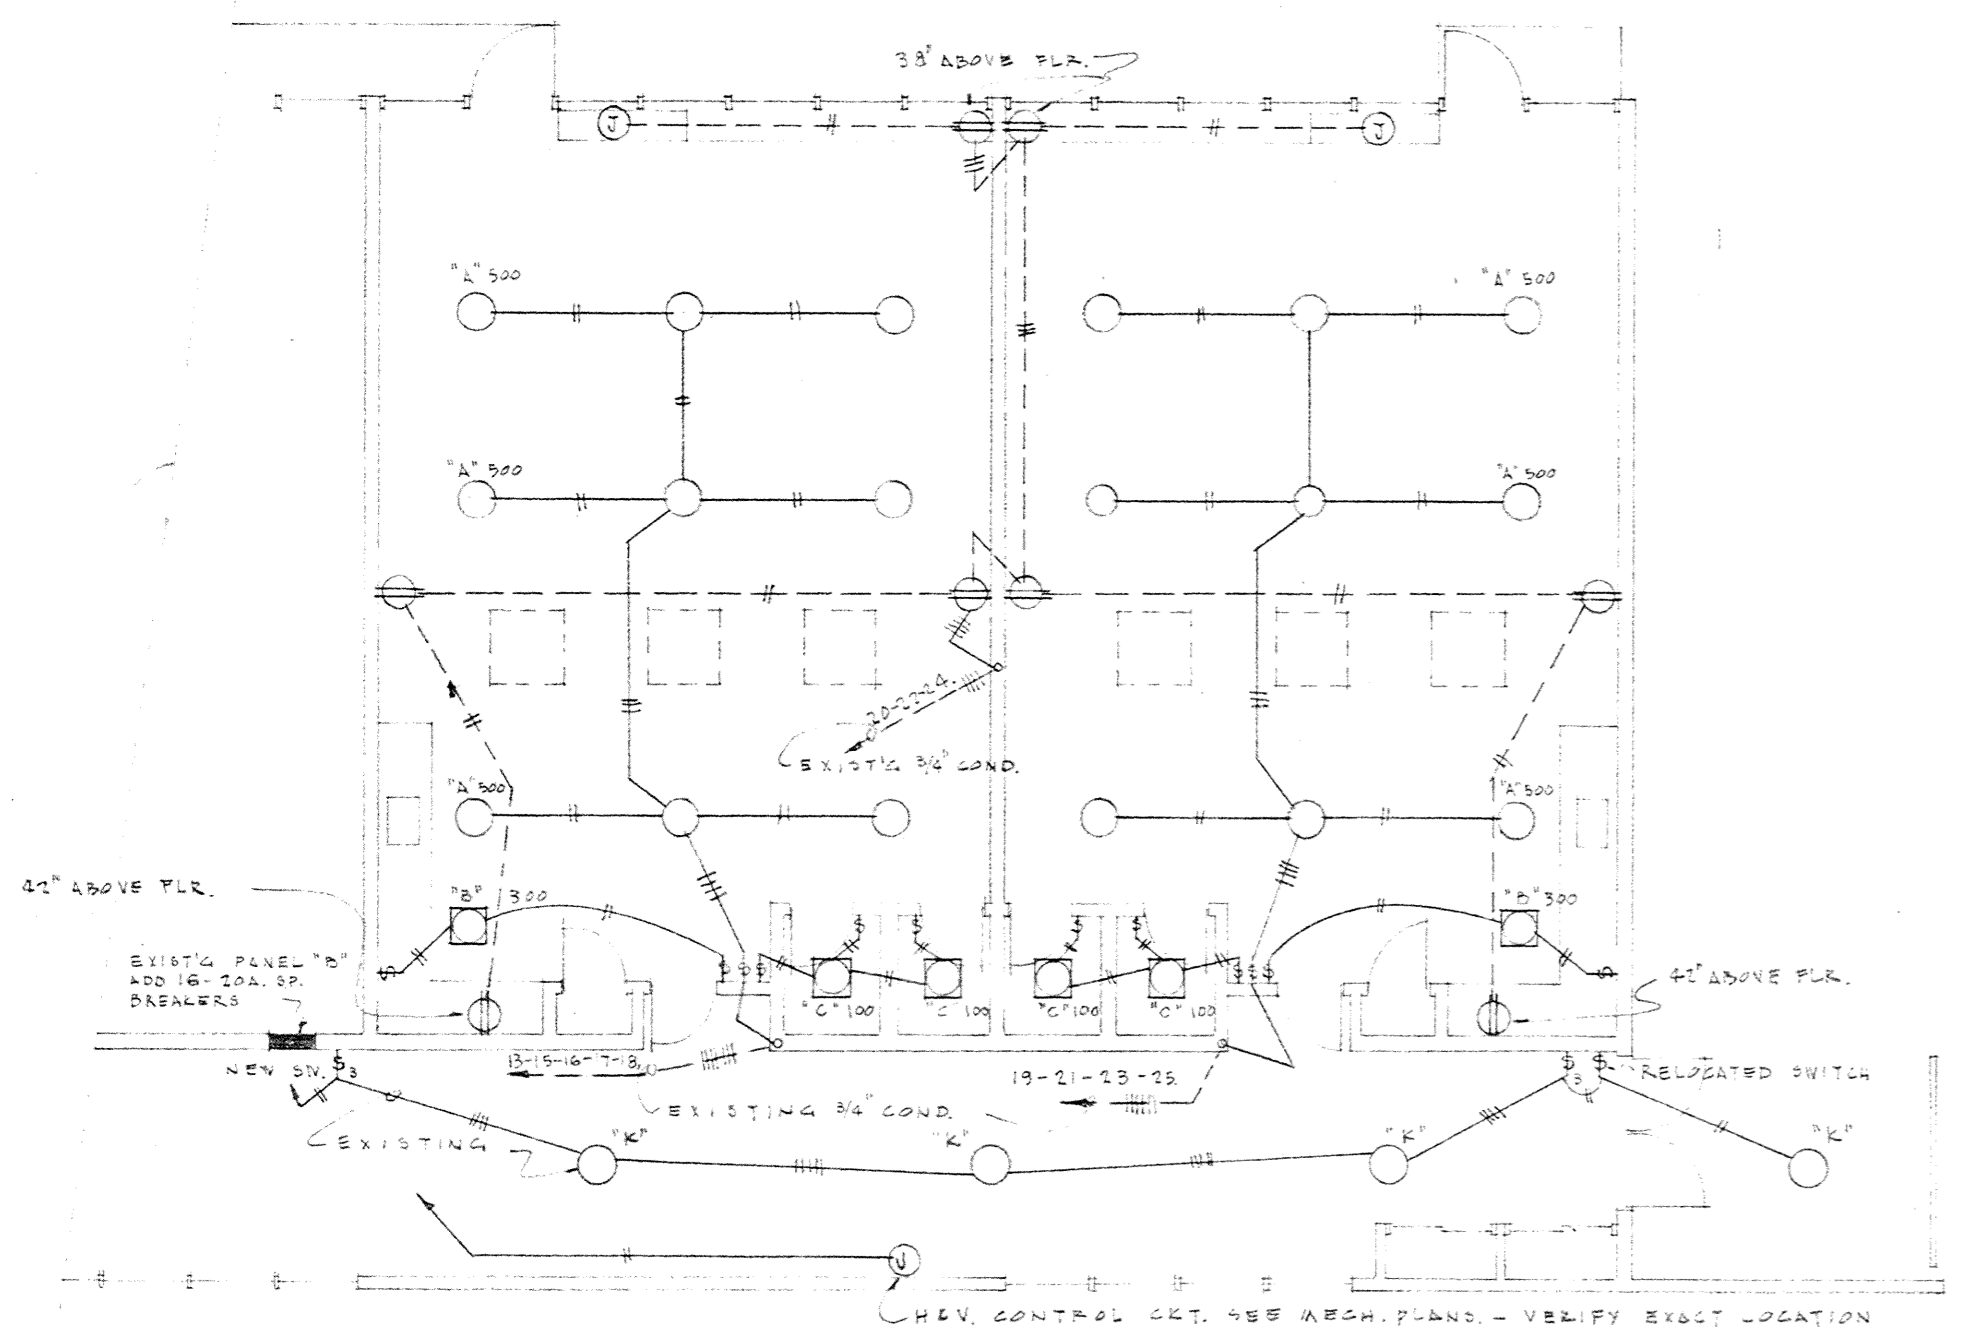 38" ABOVE FLR.
J
J
"A" 500
"A" 500
"A" 500
"A" 500
20-22-24.
EXIST'G 3/4" COND.
"A" 500
"A" 500
42" ABOVE FLR.
"B" 300
"B" 300
EXIST'G PANEL "B"
ADD 16-20A. SP.
BREAKERS
$
$
$
$
$
$
$ $ $
$ $ $
"C" 100
"C" 100
"C" 100
"C" 100
42" ABOVE FLR.
13-15-16-17-18.
NEW SW.
$3
19-21-23-25.
$3
$
RELOCATED SWITCH
EXISTING 3/4" COND.
EXISTING
"K"
"K"
"K"
"K"
J
H&V. CONTROL CKT. SEE MECH. PLANS. - VERIFY EXACT LOCATION